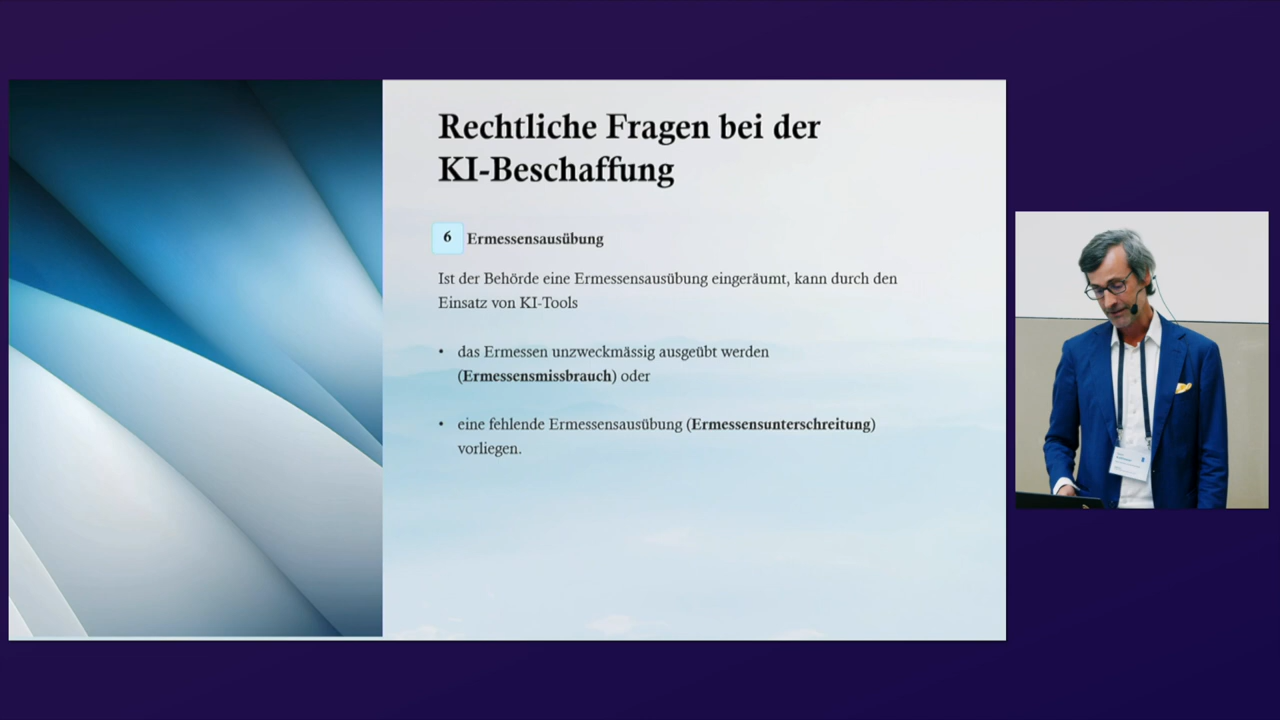 Rechtliche Fragen bei der
KI-Beschaffung
6 Ermessensausübung
Ist der Behörde eine Ermessensausübung eingeräumt, kann durch den
Einsatz von KI-Tools
• das Ermessen unzweckmässig ausgeübt werden
(Ermessensmissbrauch) oder
• eine fehlende Ermessensausübung (Ermessensunterschreitung)
vorliegen.